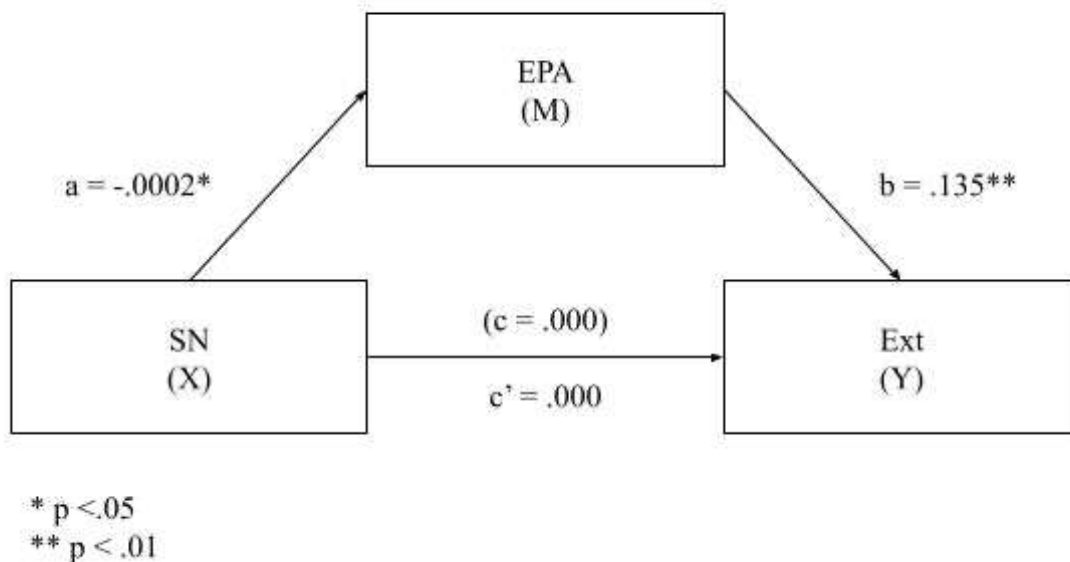 EPA
(M)
a = -.0002*
b = .135**
SN
(X)
(c = .000)
c’ = .000
Ext
(Y)
* p <.05
** p < .01